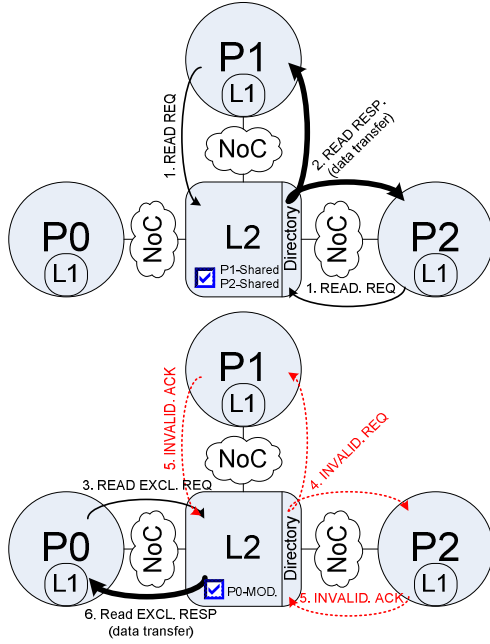 P1
L1
1. READ REQ
2. READ RESP.
(data transfer)
NoC
P0
L1
NoC
L2
Directory
P1-Shared
P2-Shared
NoC
P2
L1
1. READ. REQ
P1
L1
5. INVALID. ACK
4. INVALID. REQ
NoC
3. READ EXCL. REQ
P0
L1
NoC
L2
Directory
P0-MOD.
NoC
P2
L1
5. INVALID. ACK
6. Read EXCL. RESP
(data transfer)